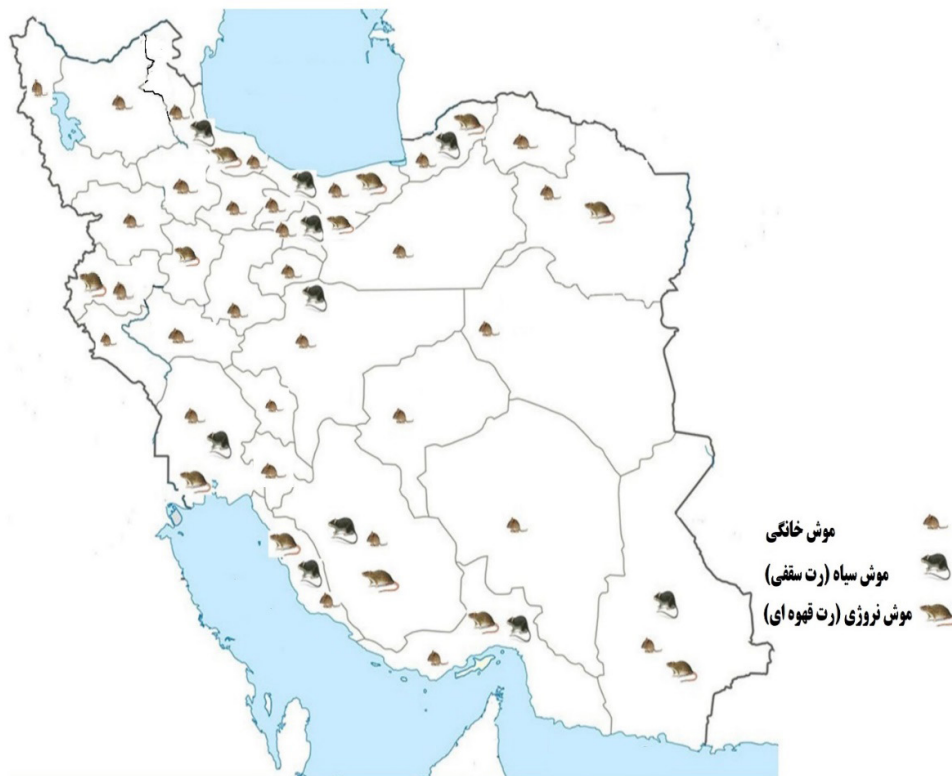 موش خانگی
موش سیاه (رت سقفی)
موش نروژی (رت قهوه ای)